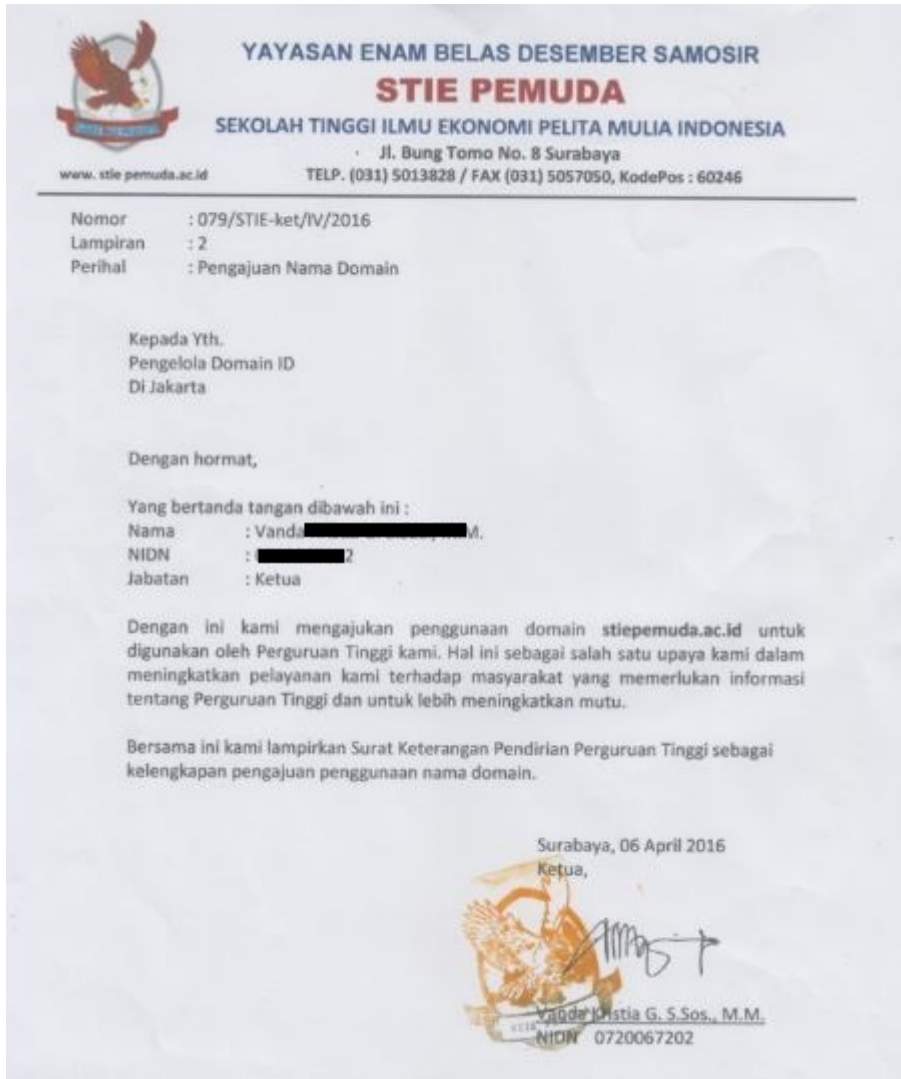 YAYASAN ENAM BELAS DESEMBER SAMOSIR
STIE PEMUDA
SEKOLAH TINGGI ILMU EKONOMI PELITA MULIA INDONESIA
Jl. Bung Tomo No. 8 Surabaya
www. stie pemuda.ac.id
TELP. (031) 5013828 / FAX (031) 5057050, KodePos : 60246
Nomor : 079/STIE-ket/IV/2016
Lampiran : 2
Perihal : Pengajuan Nama Domain
Kepada Yth.
Pengelola Domain ID
Di Jakarta
Dengan hormat,
Yang bertanda tangan dibawah ini :
Nama : Vanda M.
NIDN : 2
Jabatan : Ketua
Dengan ini kami mengajukan penggunaan domain stiepemuda.ac.id untuk
digunakan oleh Perguruan Tinggi kami. Hal ini sebagai salah satu upaya kami dalam
meningkatkan pelayanan kami terhadap masyarakat yang memerlukan informasi
tentang Perguruan Tinggi dan untuk lebih meningkatkan mutu.
Bersama ini kami lampirkan Surat Keterangan Pendirian Perguruan Tinggi sebagai
kelengkapan pengajuan penggunaan nama domain.
Surabaya, 06 April 2016
Ketua,
Vanda Kristia G. S.Sos., M.M.
NIDN 0720067202